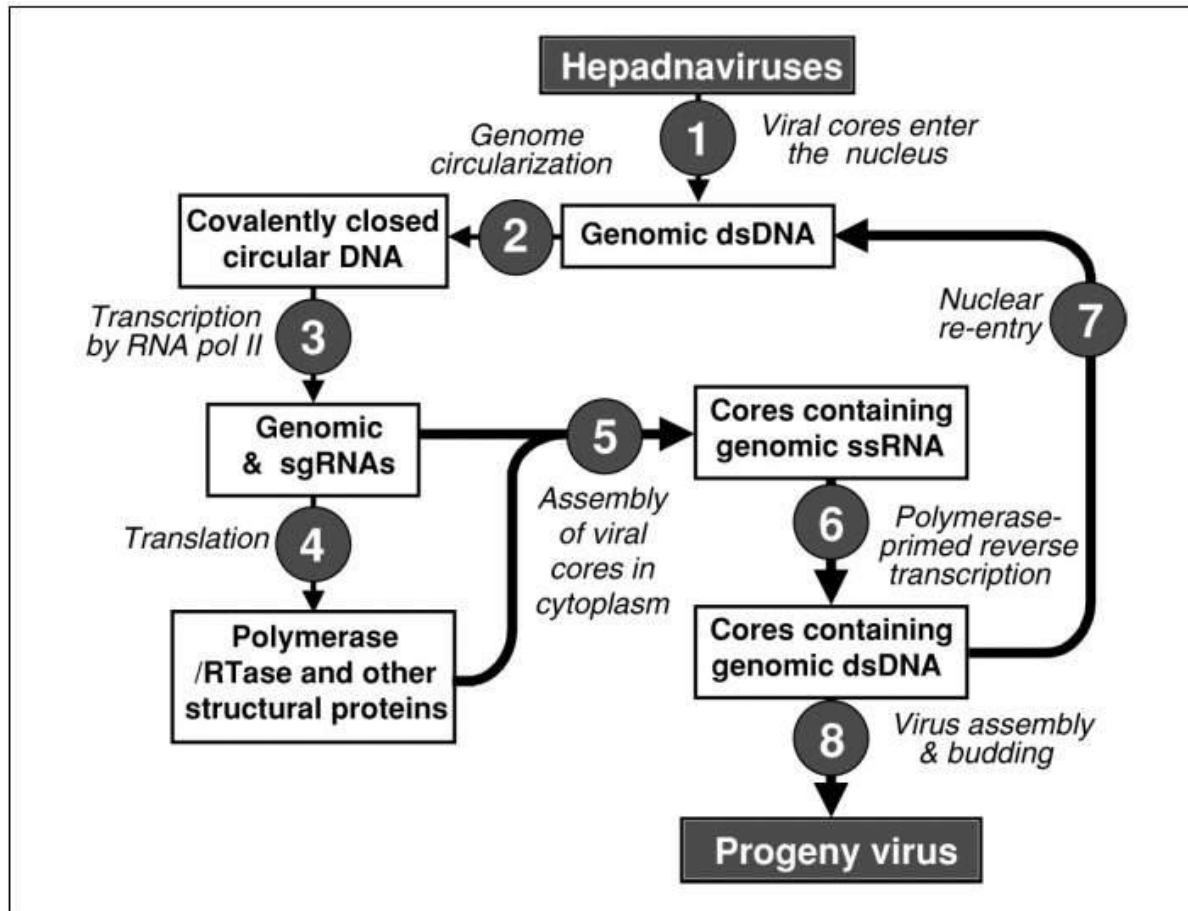 Hepadnaviruses
1
Viral cores enter
the nucleus
Genome
circularization
Covalently closed
circular DNA
2
Genomic dsDNA
Transcription
by RNA pol II
3
Nuclear
re-entry
7
Genomic
& sgRNAs
5
Cores containing
genomic ssRNA
Translation
4
Assembly
of viral
cores in
cytoplasm
6
Polymerase-
primed reverse
transcription
Polymerase
/RTase and other
structural proteins
Cores containing
genomic dsDNA
8
Virus assembly
& budding
Progeny virus